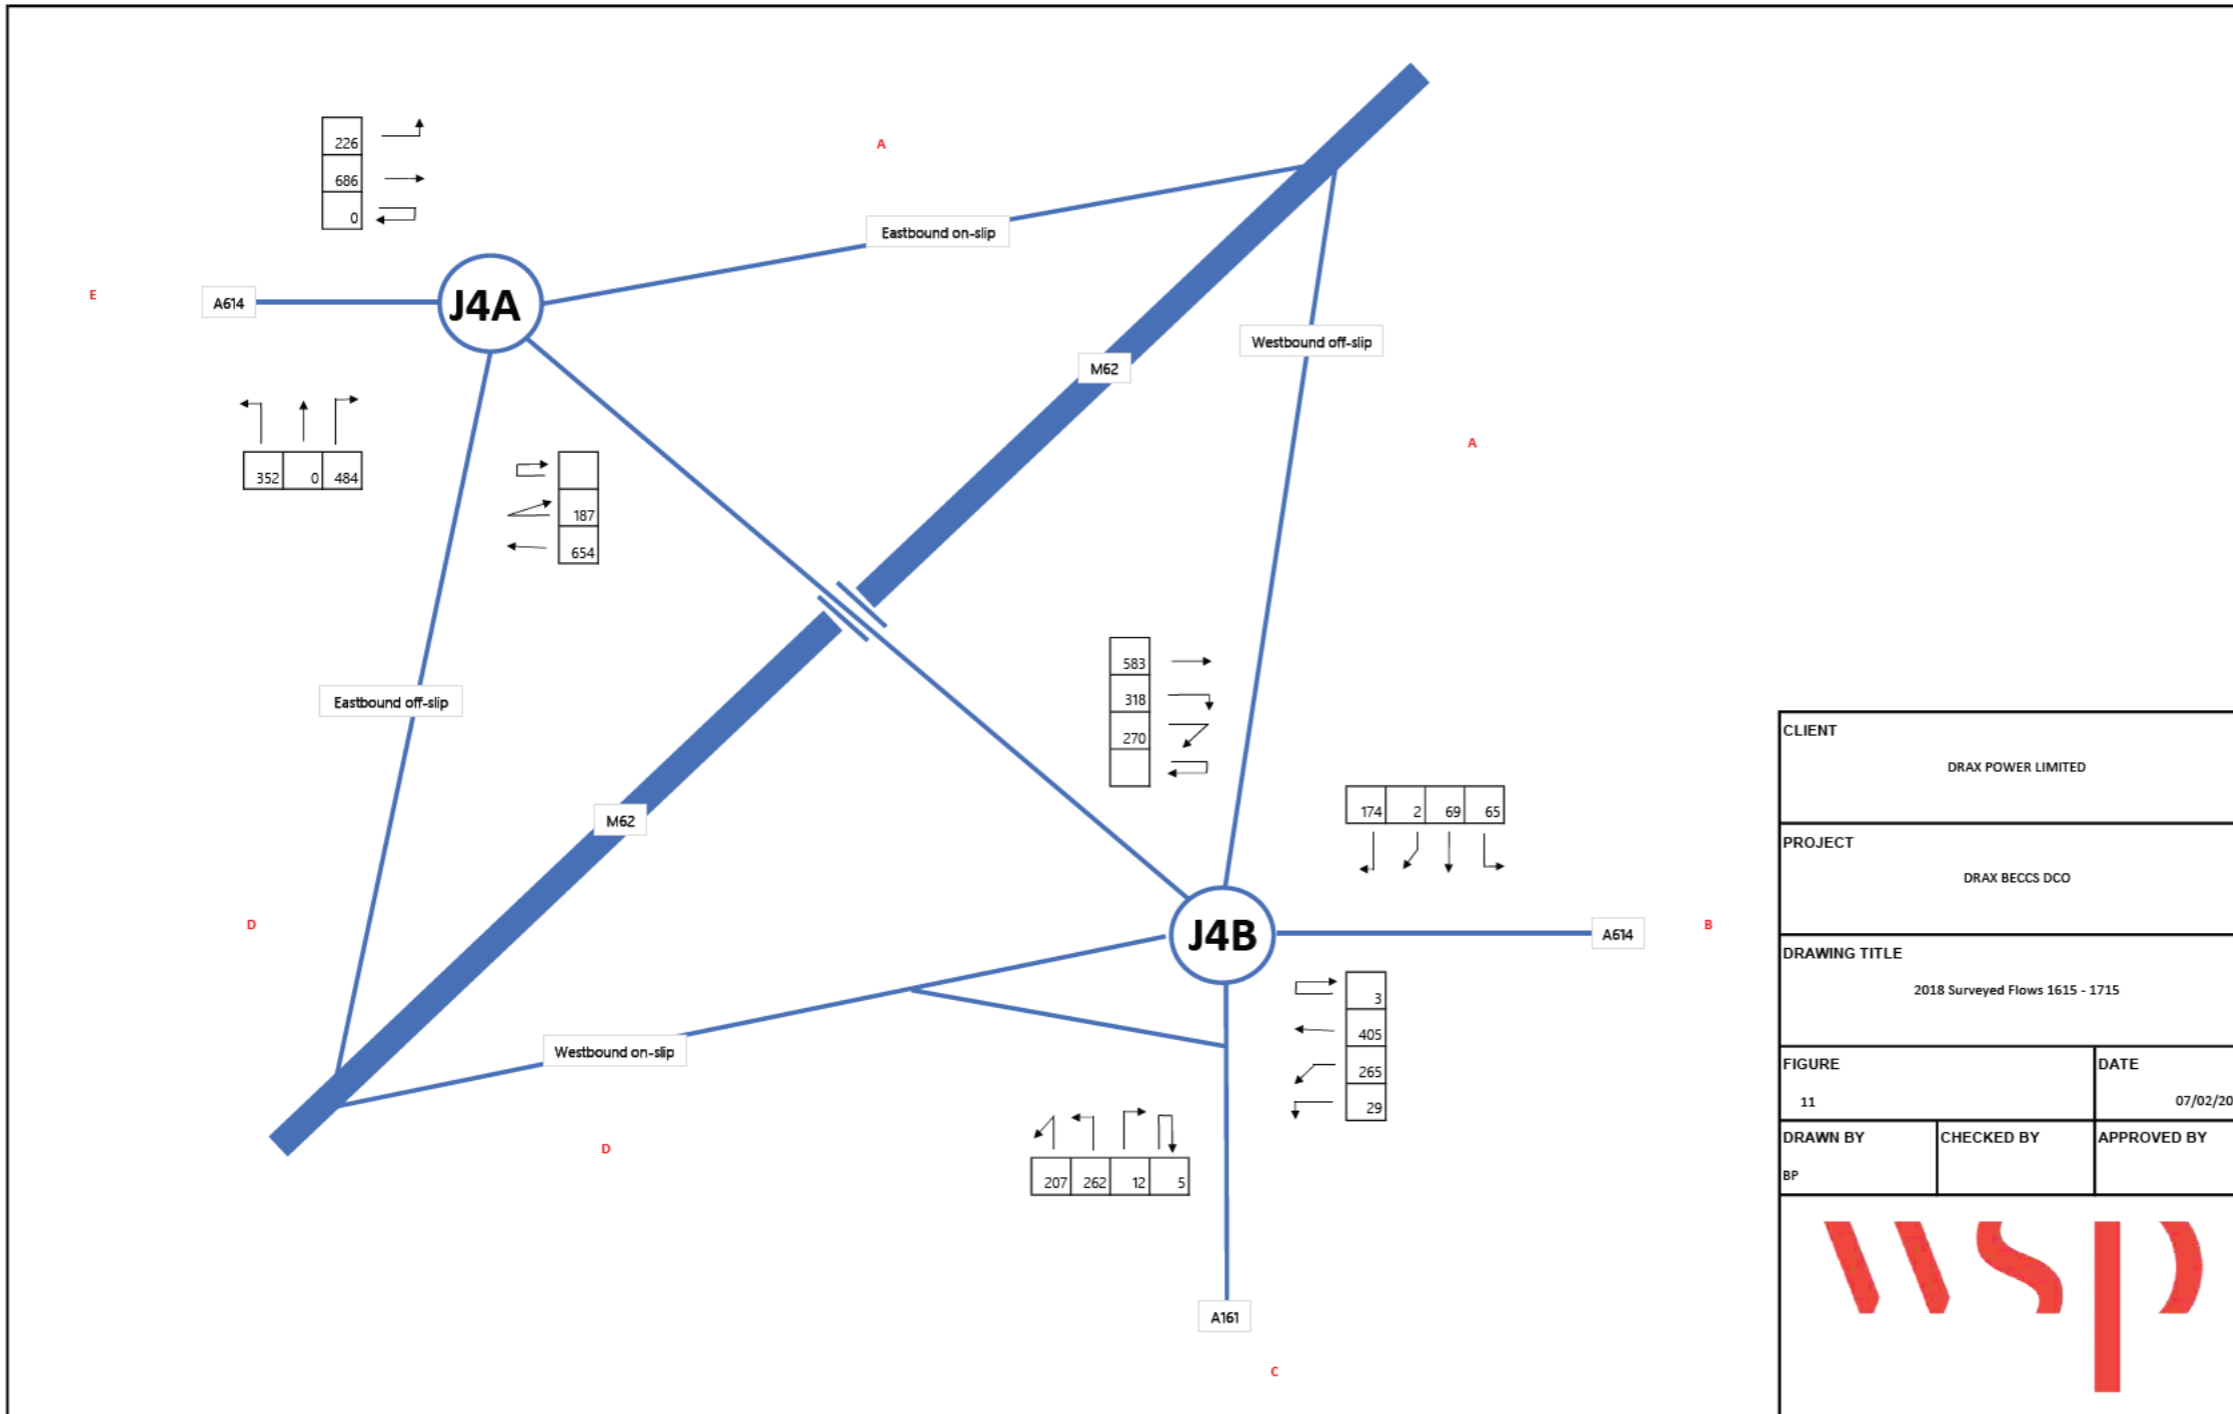 A
226
686
0
Eastbound on-slip
E
A614
J4A
Westbound off-slip
M62
A
352 0 484
187
654
583
318
270
Eastbound off-slip
174 2 69 65
M62
D
J4B
A614
B
3
405
265
29
Westbound on-slip
D
207 262 12 5
A161
C
CLIENT
DRAX POWER LIMITED
PROJECT
DRAX BECCS DCO
DRAWING TITLE
2018 Surveyed Flows 1615 - 1715
FIGURE DATE
11 07/02/20
DRAWN BY CHECKED BY APPROVED BY
BP
wsp